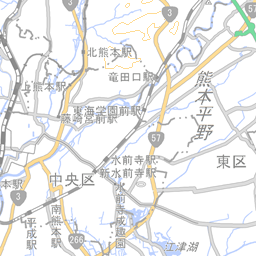 3
3
北熊本駅
竜田口駅
上熊本駅
熊本平野
東海学園前駅
藤崎宮前駅
57
東区
水前寺駅
新水前寺駅
本駅
中央区
3
水前寺成趣園
57
南熊本駅
平成駅
266
江津湖